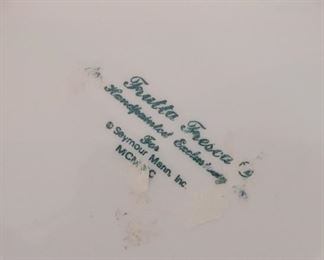 Frutta Fresca ©
Handpainted Exclusively
For
© Seymour Mann, Inc.